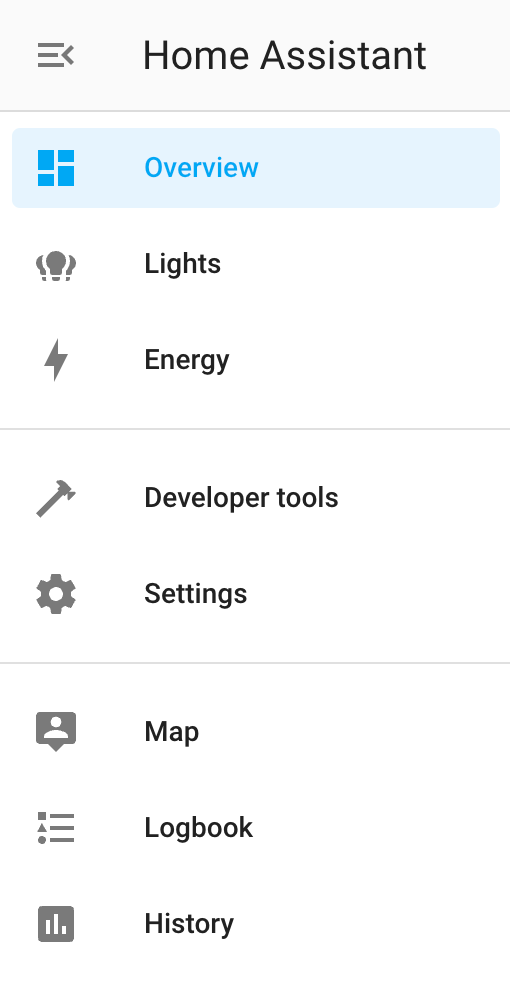 Home Assistant
Overview
Lights
Energy
Developer tools
Settings
Map
Logbook
History